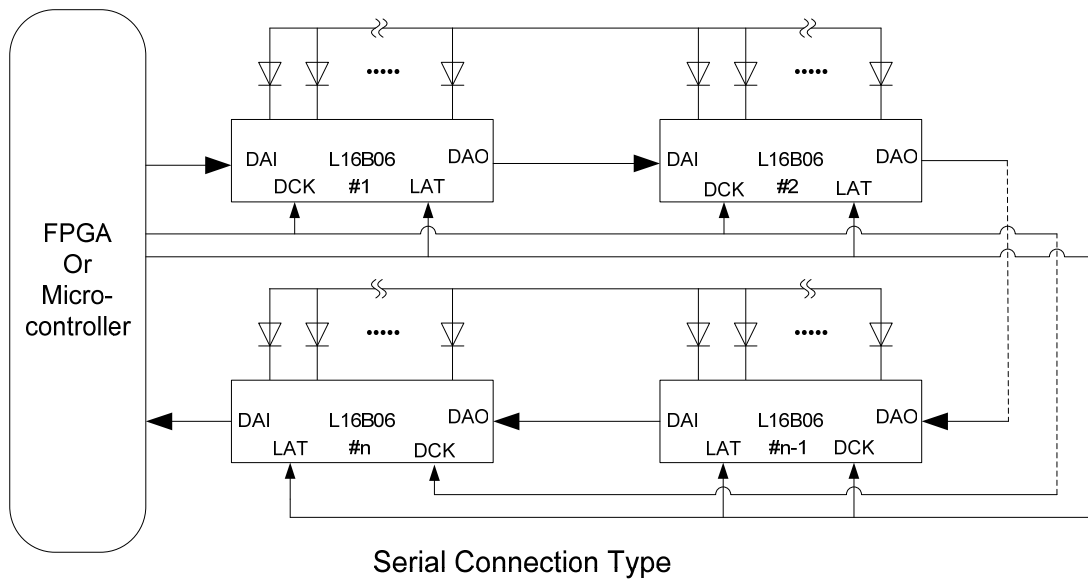 FPGA
Or
Micro-
controller
DAI
L16B06
DAO
DCK
#1
LAT
DAI
L16B06
DAO
DCK
#2
LAT
DAI
L16B06
DAO
LAT
#n
DCK
DAI
L16B06
DAO
LAT
#n-1
DCK
Serial Connection Type